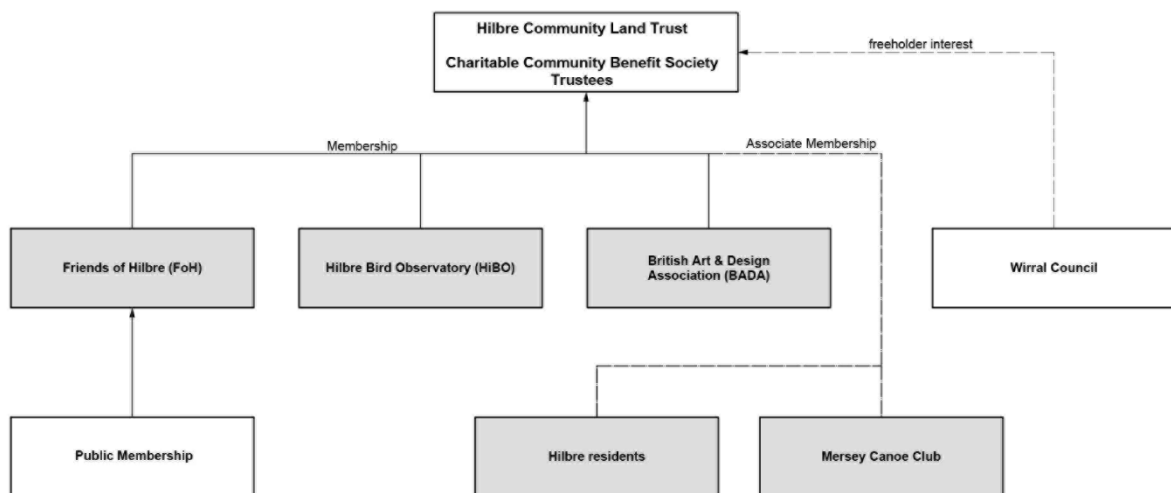 Hilbre Community Land Trust
Charitable Community Benefit Society
Trustees
freeholder interest
Membership
Associate Membership
Friends of Hilbre (FoH)
Hilbre Bird Observatory (HiBO)
British Art & Design
Association (BADA)
Wirral Council
Public Membership
Hilbre residents
Mersey Canoe Club